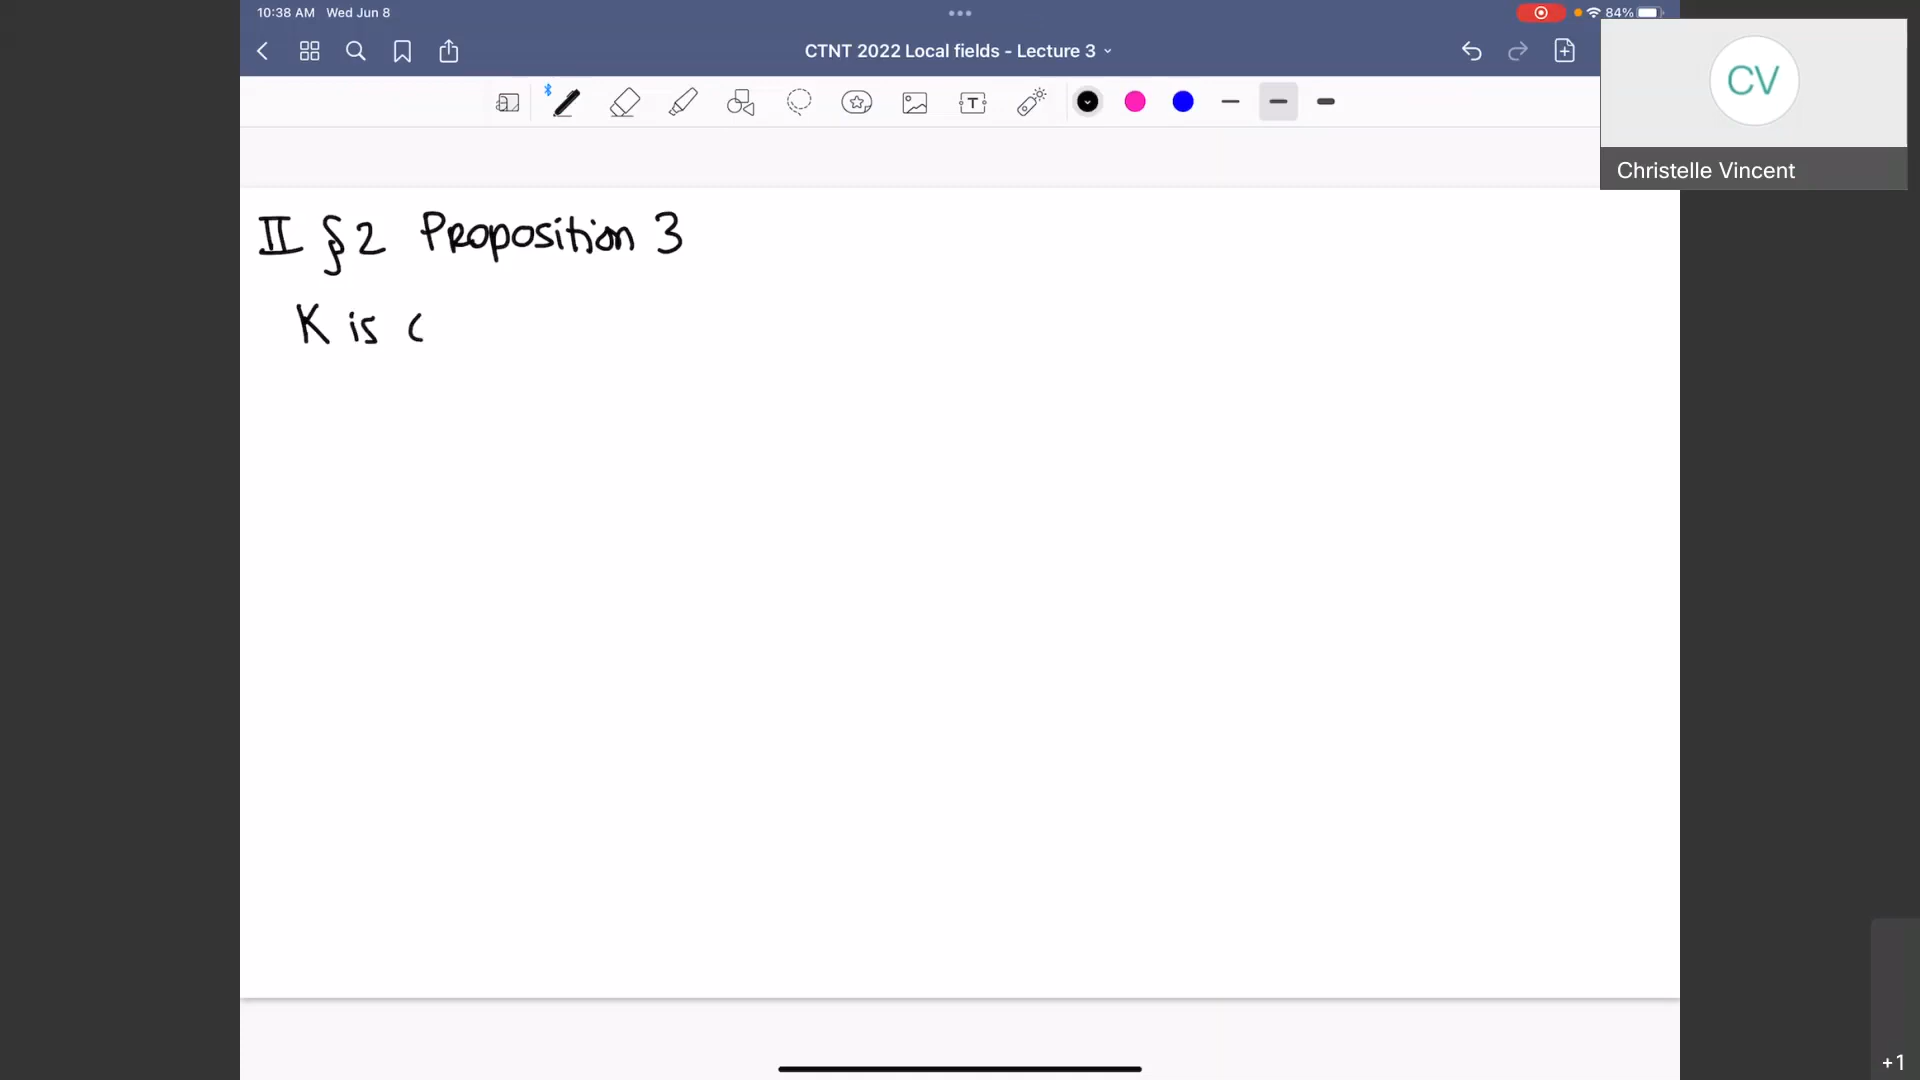 10:38 AM Wed Jun 8
84%
CTNT 2022 Local fields - Lecture 3
T
CV
Christelle Vincent
II §2 Proposition 3
K is c
+1